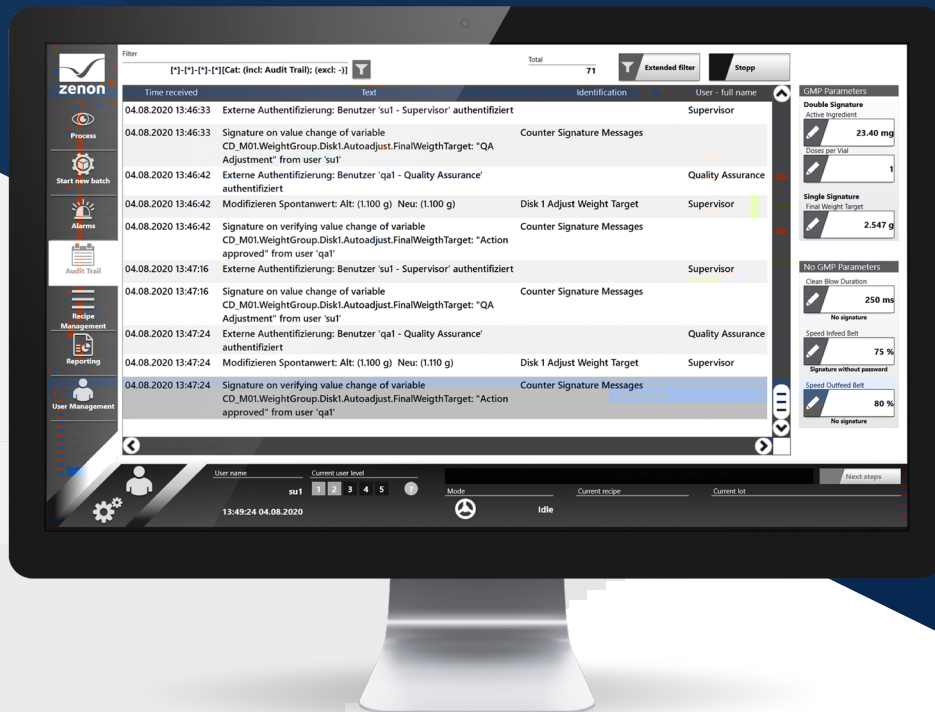 zenon
Process
Start new batch
Alarms
Audit Trail
Recipe
Management
Reporting
User Management
Filter
[*]-[*]-[*]-[*][Cat: (incl: Audit Trail); (excl: -)]
Total
71
Extended filter
Stopp
Time received Text Identification User - full name
04.08.2020 13:46:33 Externe Authentifizierung: Benutzer 'su1 - Supervisor' authentifiziert Supervisor
04.08.2020 13:46:33 Signature on value change of variable Counter Signature Messages
CD_M01.WeightGroup.Disk1.Autoadjust.FinalWeigthTarget: "QA
Adjustment" from user 'su1'
04.08.2020 13:46:42 Externe Authentifizierung: Benutzer 'qa1 - Quality Assurance' Quality Assurance
authentifiziert
04.08.2020 13:46:42 Modifizieren Spontanwert: Alt: (1.100 g) Neu: (1.100 g) Disk 1 Adjust Weight Target Supervisor
04.08.2020 13:46:42 Signature on verifying value change of variable Counter Signature Messages
CD_M01.WeightGroup.Disk1.Autoadjust.FinalWeigthTarget: "Action
approved" from user 'qa1'
04.08.2020 13:47:16 Externe Authentifizierung: Benutzer 'su1 - Supervisor' authentifiziert Supervisor
04.08.2020 13:47:16 Signature on value change of variable Counter Signature Messages
CD_M01.WeightGroup.Disk1.Autoadjust.FinalWeigthTarget: "QA
Adjustment" from user 'su1'
04.08.2020 13:47:24 Externe Authentifizierung: Benutzer 'qa1 - Quality Assurance' Quality Assurance
authentifiziert
04.08.2020 13:47:24 Modifizieren Spontanwert: Alt: (1.100 g) Neu: (1.110 g) Disk 1 Adjust Weight Target Supervisor
04.08.2020 13:47:24 Signature on verifying value change of variable Counter Signature Messages
CD_M01.WeightGroup.Disk1.Autoadjust.FinalWeigthTarget: "Action
approved" from user 'qa1'
GMP Parameters
Double Signature
Active Ingredient
23.40 mg
Doses per Vial
1
Single Signature
Final Weight Target
2.547 g
No GMP Parameters
Clean Blow Duration
250 ms
No signature
Speed Infeed Belt
75 %
Signature without password
Speed Outfeed Belt
80 %
No signature
User name
su1
Current user level
1 2 3 4 5 ?
13:49:24 04.08.2020
Mode
Idle
Current recipe
Current lot
Next steps